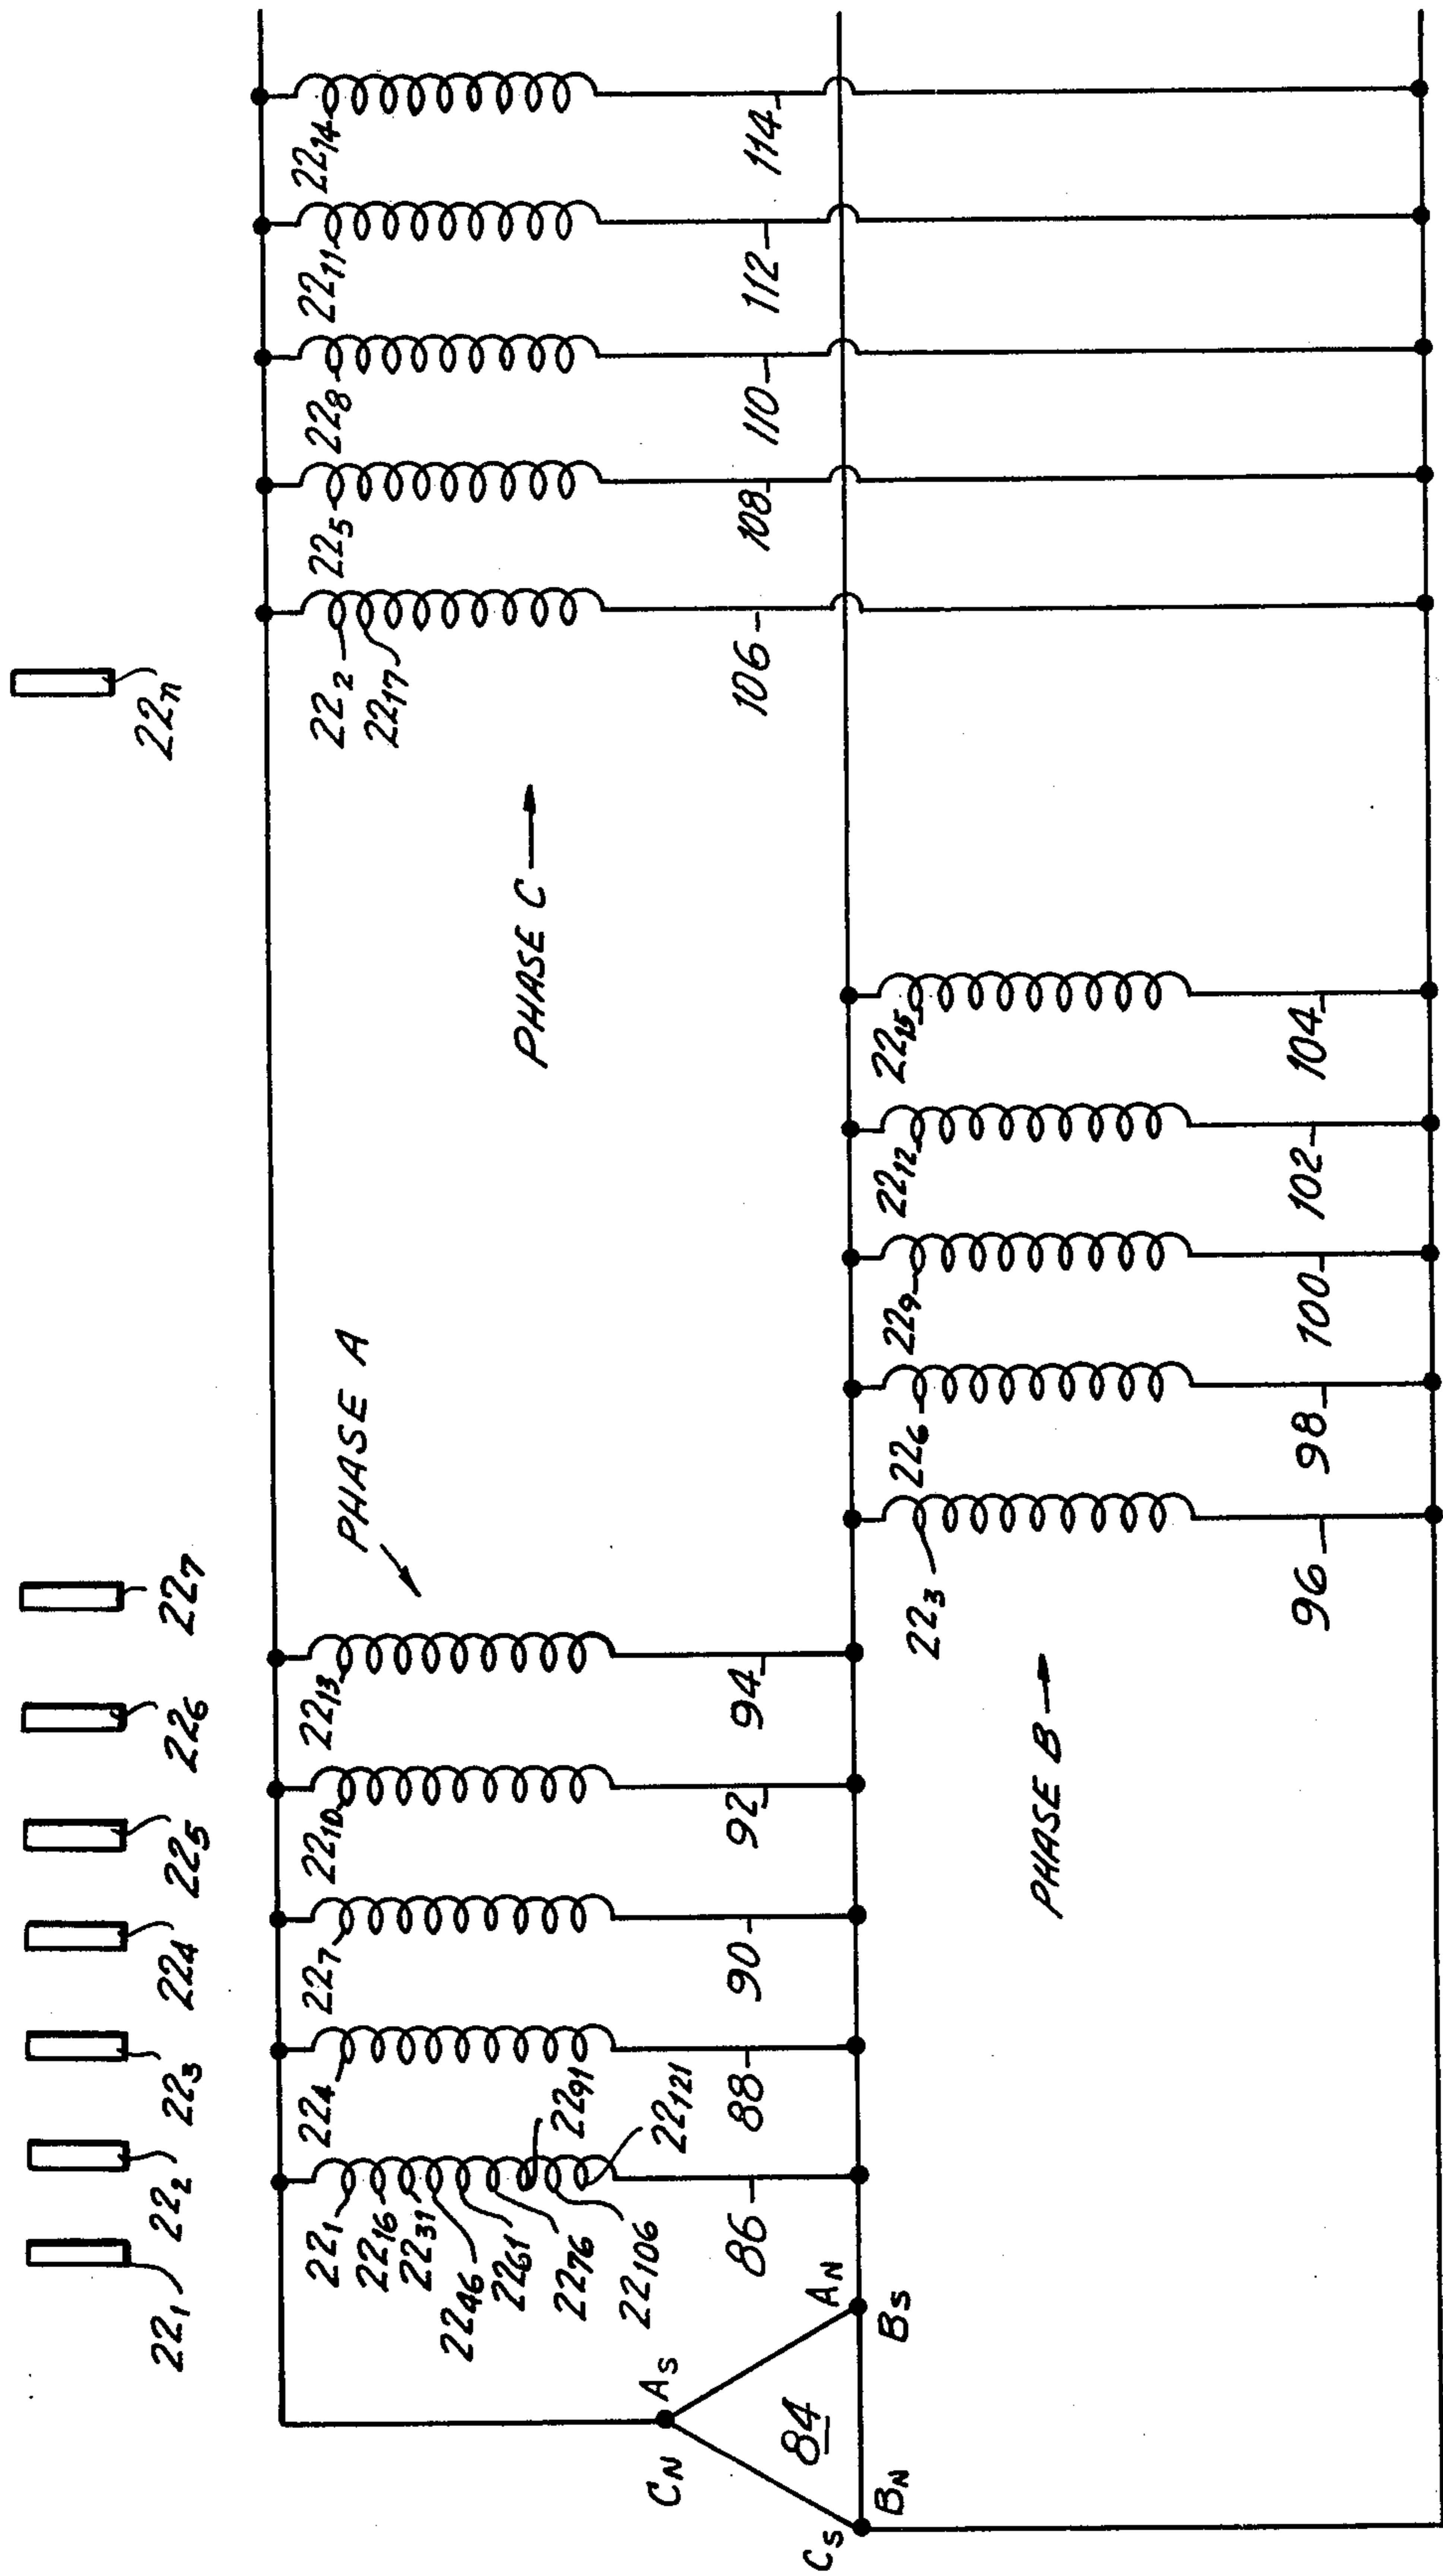 22₁ 22₂ 22₃ 22₄ 22₅ 22₆ 22₇ 22ₙ
PHASE A
PHASE C
22₁ 22₄ 22₇ 22₁₀ 22₁₃ 22₂ 22₅ 22₈ 22₁₁ 22₁₄
22₁₆ 22₁₇
22₃₁
22₄₆
22₆₁
22₇₆ 22₉₁
22₁₀₆ 22₁₂₁
86 88 90 92 94 106 108 110 112 114
C_N A_S
84
A_N
C_S B_N B_S
22₃ 22₆ 22₉ 22₁₂ 22₁₅
PHASE B
96 98 100 102 104